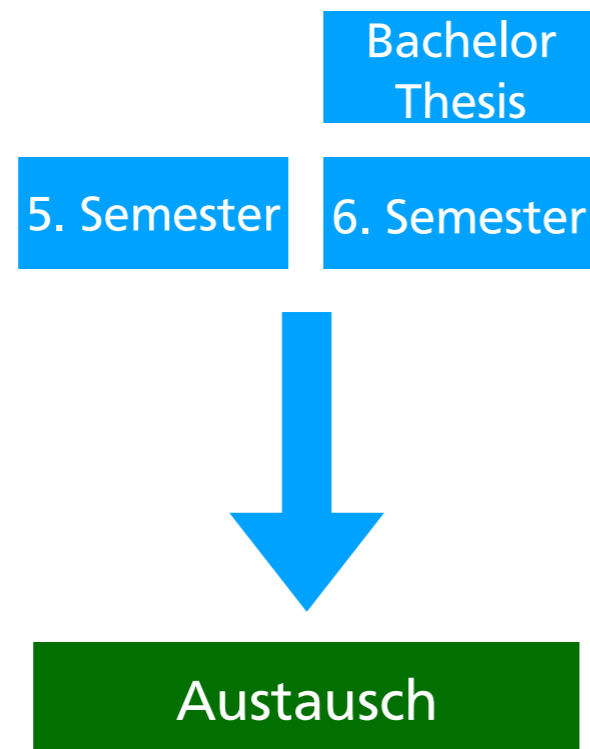 Bachelor
Thesis
5. Semester
6. Semester
Austausch